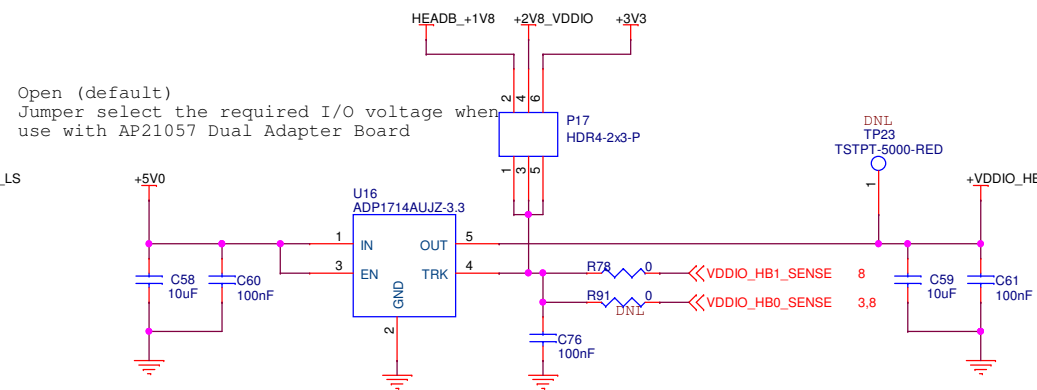 HEADB_+1V8 +2V8_VDDIO +3V3
Open (default)
Jumper select the required I/O voltage when
use with AP21057 Dual Adapter Board
2 4 6
P17
HDR4-2x3-P
1 3 5
DNL
TP23
TSTPT-5000-RED
1
_LS
+5V0
+VDDIO_HE
U16
ADP1714AUJZ-3.3
1 IN OUT 5
3 EN TRK 4
GND
2
R78 0 VDDIO_HB1_SENSE 8
R91 0 VDDIO_HB0_SENSE 3,8
DNL
C58
10uF
C60
100nF
C59
10uF
C61
100nF
C76
100nF